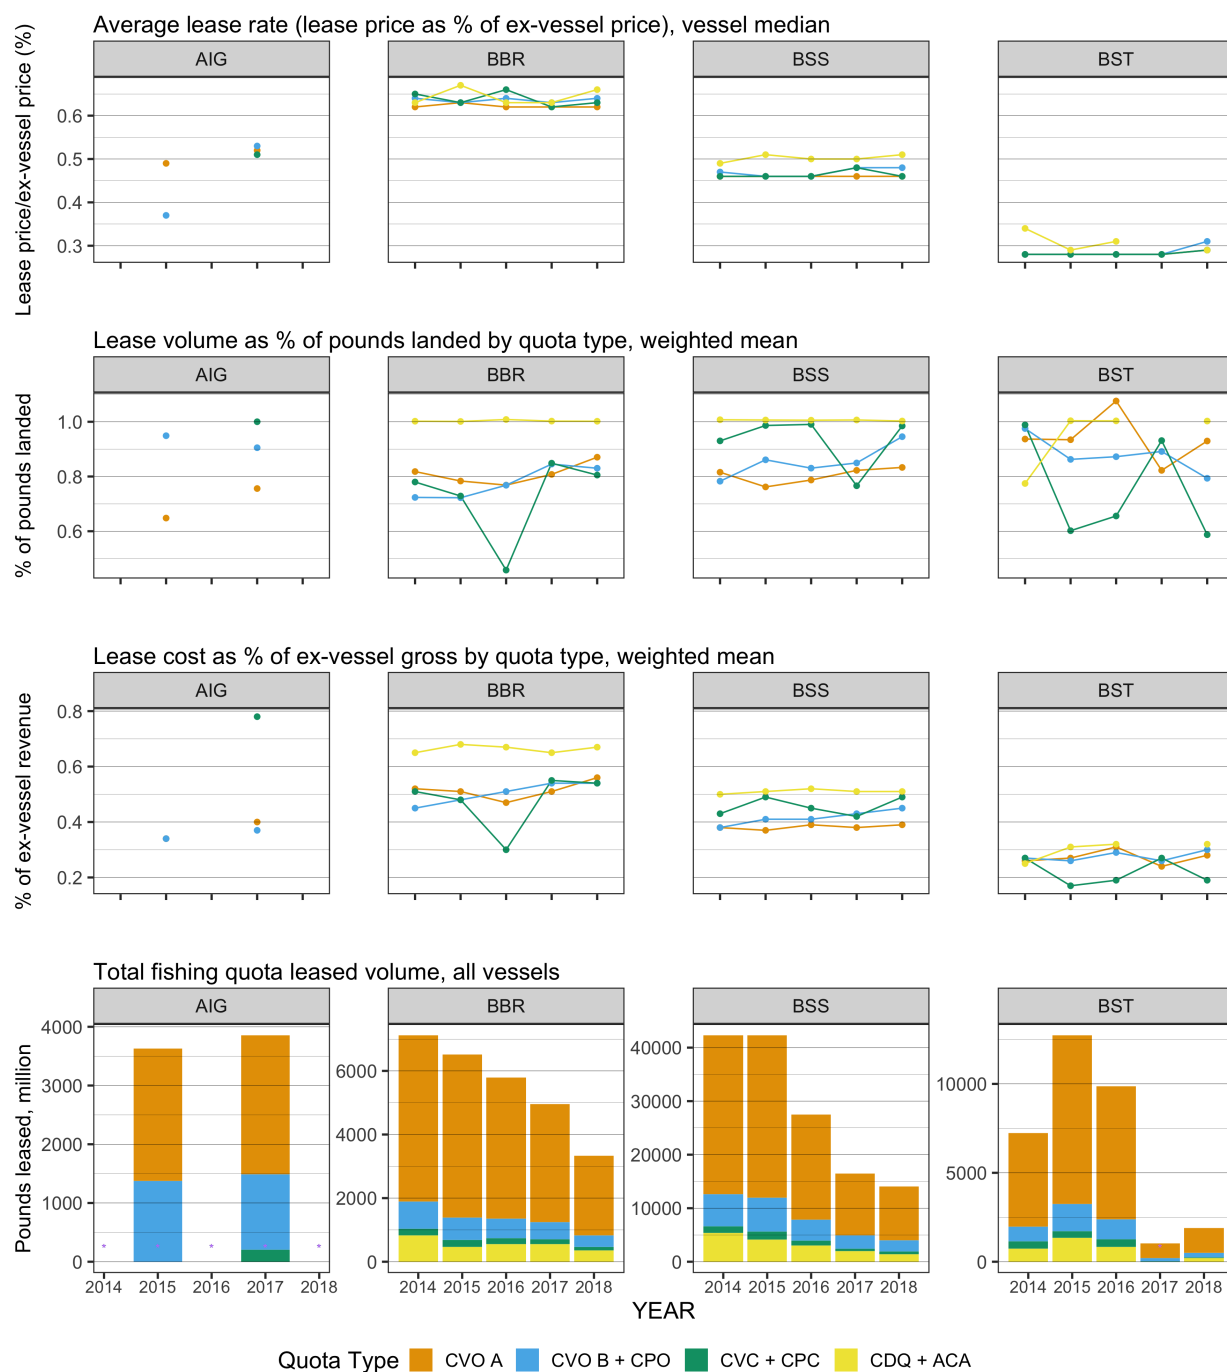 Average lease rate (lease price as % of ex-vessel price), vessel median
Lease price/ex-vessel price (%)
AIG BBR BSS BST
0.6
0.5
0.4
0.3
Lease volume as % of pounds landed by quota type, weighted mean
% of pounds landed
AIG BBR BSS BST
1.0
0.8
0.6
Lease cost as % of ex-vessel gross by quota type, weighted mean
% of ex-vessel revenue
AIG BBR BSS BST
0.8
0.6
0.4
0.2
Total fishing quota leased volume, all vessels
Pounds leased, million
AIG BBR BSS BST
4000
3000
2000
1000
0
6000
4000
2000
0
40000
30000
20000
10000
0
10000
5000
0
* * *
2014 2015 2016 2017 2018 2014 2015 2016 2017 2018 2014 2015 2016 2017 2018 2014 2015 2016 2017 2018
YEAR
Quota Type CVO A CVO B + CPO CVC + CPC CDQ + ACA